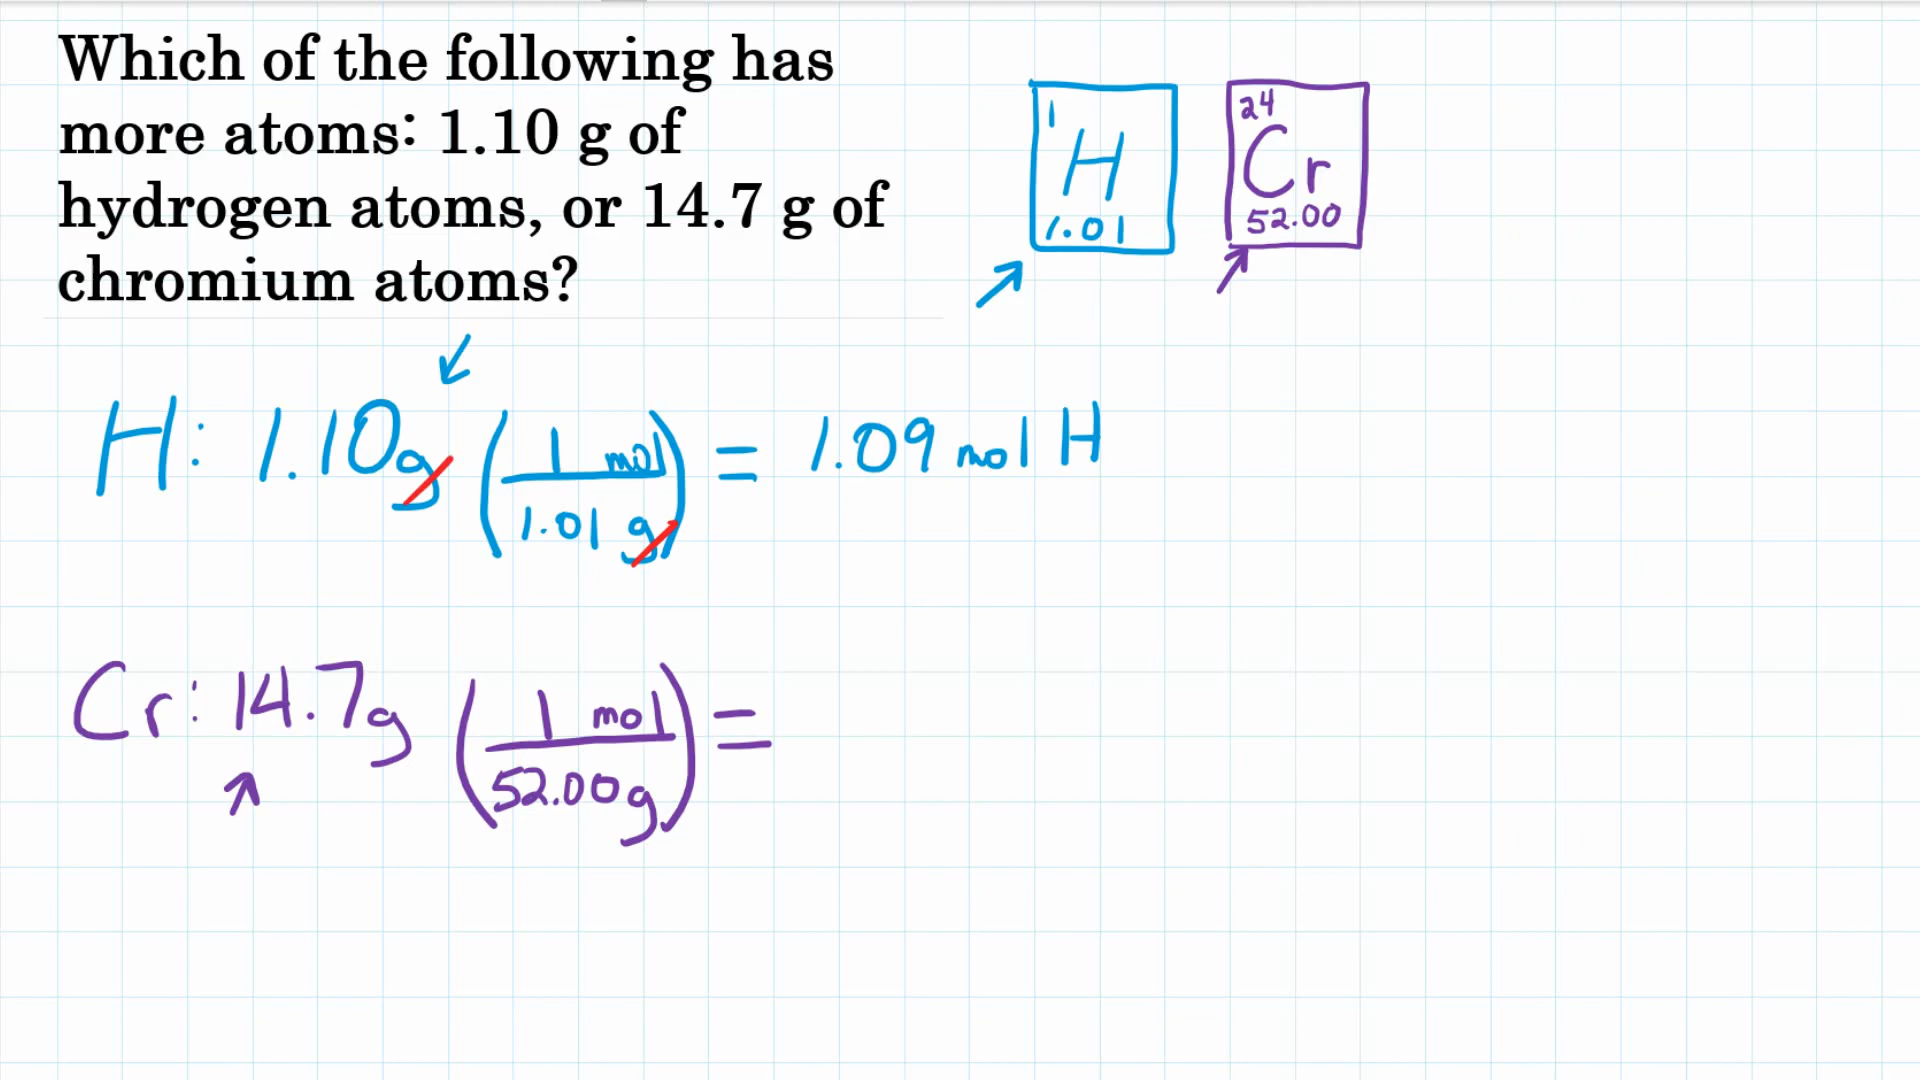 Which of the following has
more atoms: 1.10 g of
hydrogen atoms, or 14.7 g of
chromium atoms?
1
H
1.01
24
Cr
52.00
H: 1.10g (1 mol / 1.01 g) = 1.09 mol H
Cr: 14.7g (1 mol / 52.00g) =